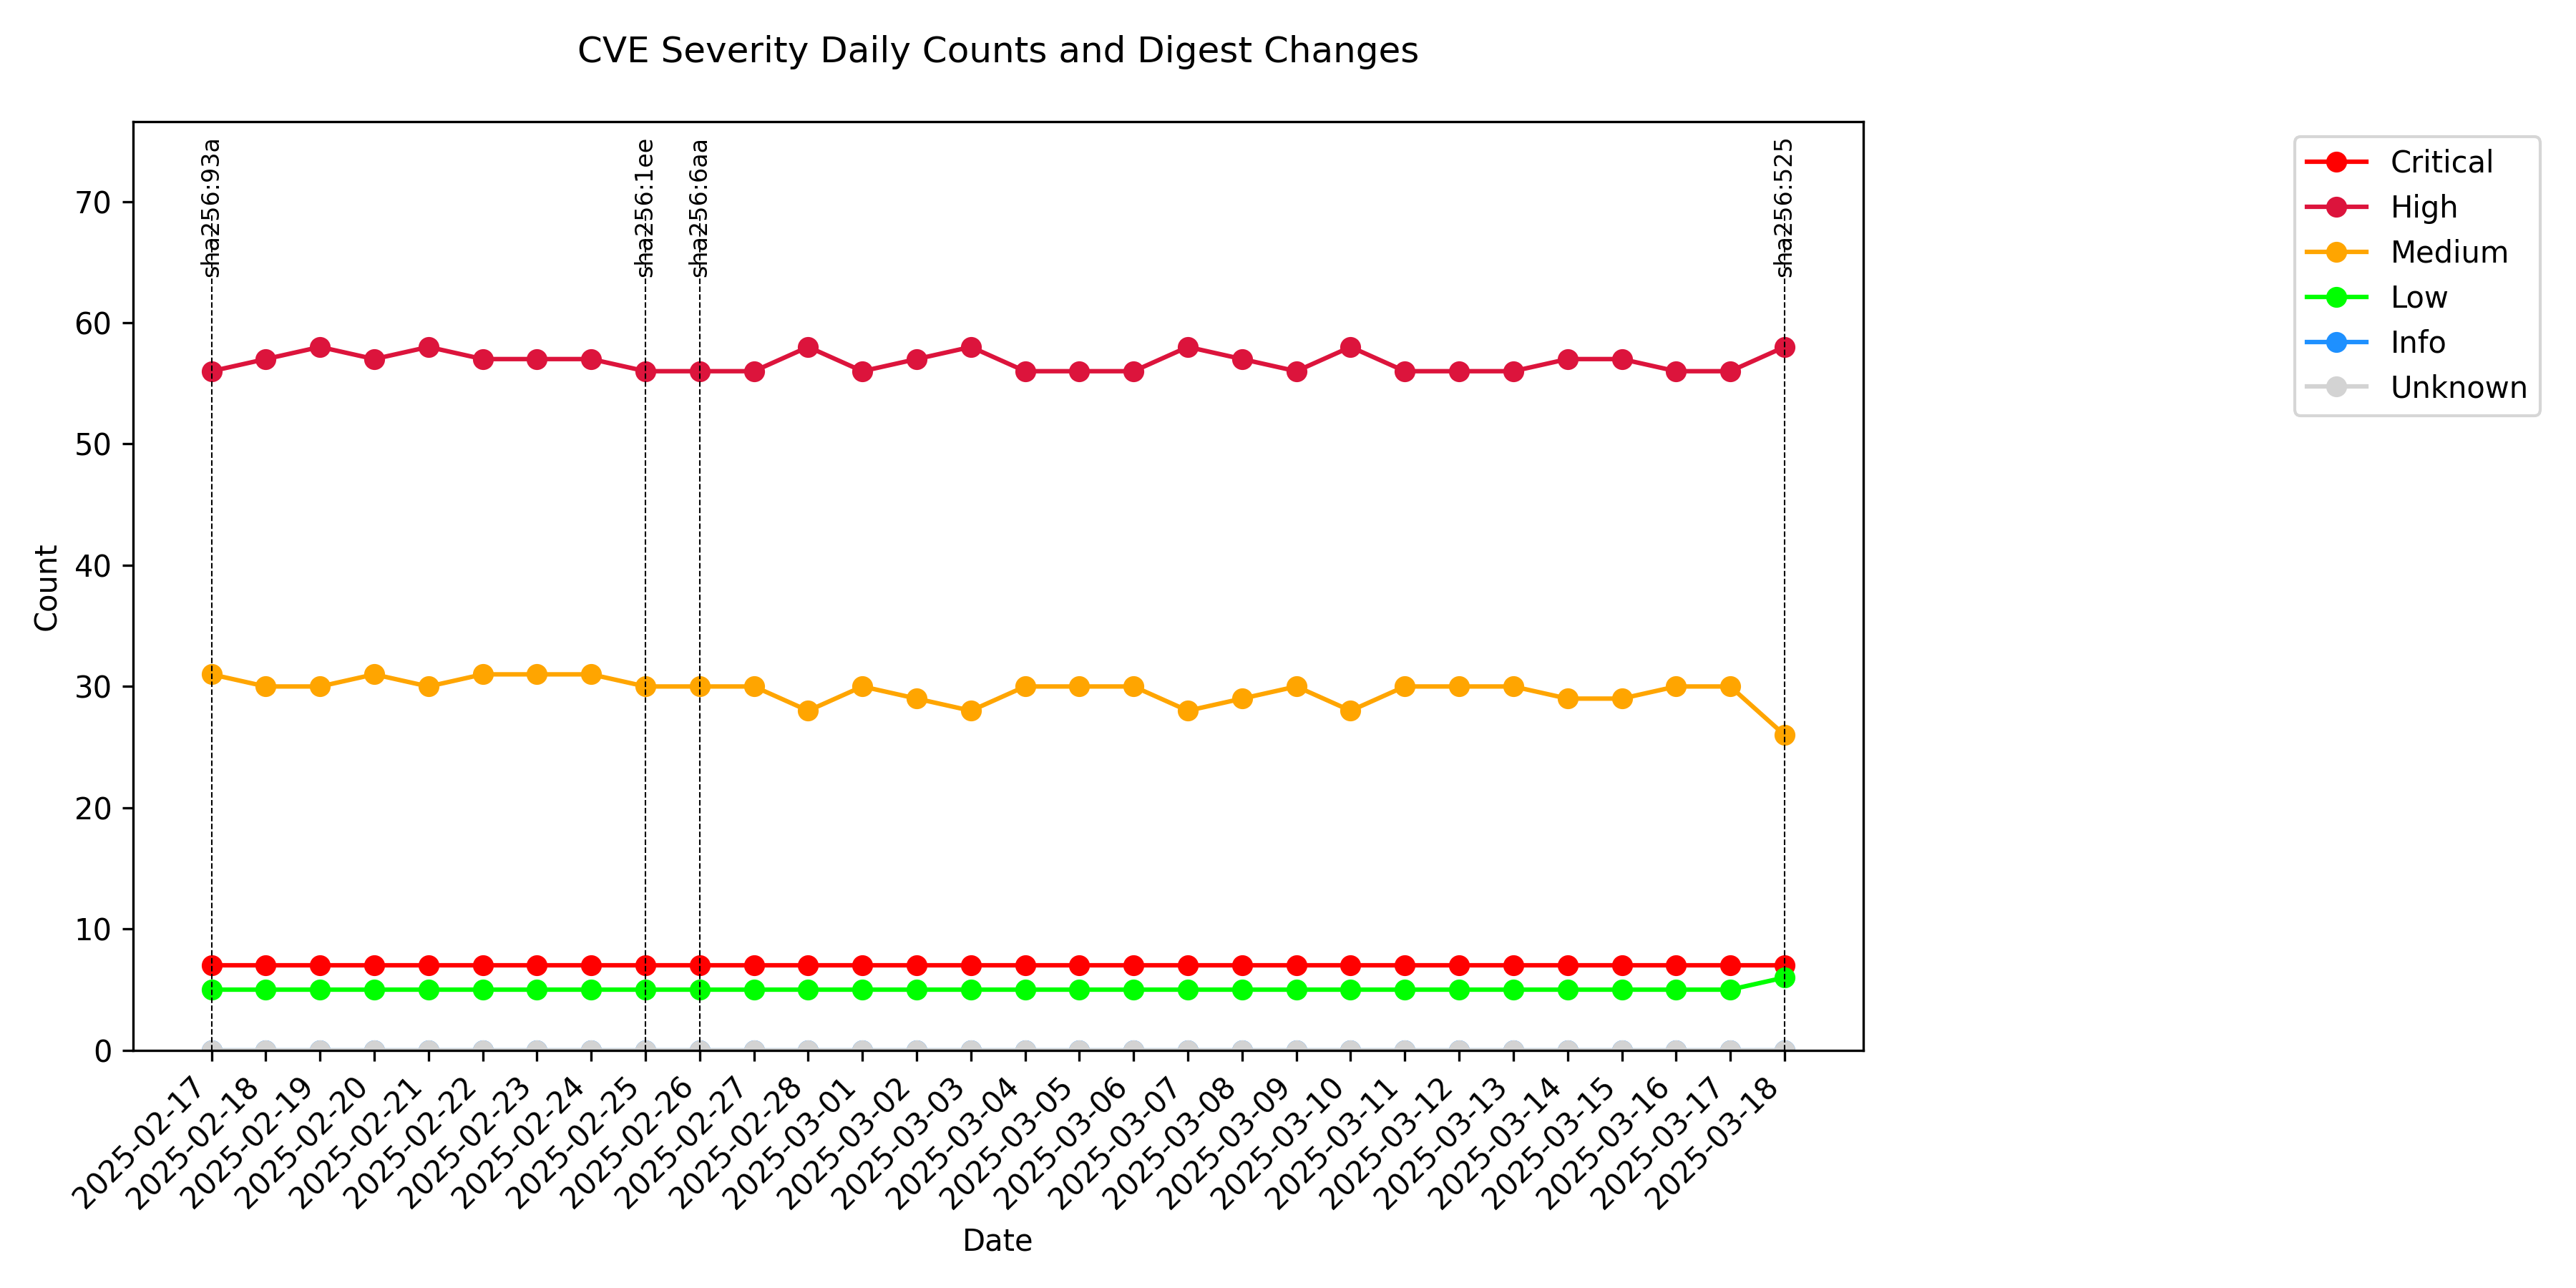 CVE Severity Daily Counts and Digest Changes
sha256:93a
sha256:1ee
sha256:6aa
sha256:525
Critical
High
Medium
Low
Info
Unknown
Count
70
60
50
40
30
20
10
0
2025-02-17
2025-02-18
2025-02-19
2025-02-20
2025-02-21
2025-02-22
2025-02-23
2025-02-24
2025-02-25
2025-02-26
2025-02-27
2025-02-28
2025-03-01
2025-03-02
2025-03-03
2025-03-04
2025-03-05
2025-03-06
2025-03-07
2025-03-08
2025-03-09
2025-03-10
2025-03-11
2025-03-12
2025-03-13
2025-03-14
2025-03-15
2025-03-16
2025-03-17
2025-03-18
Date